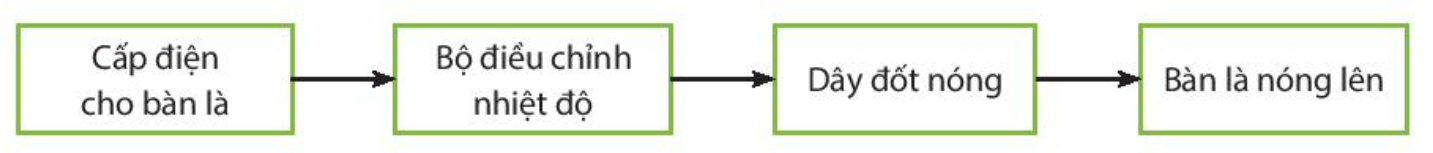 Cấp điện
cho bàn là
Bộ điều chỉnh
nhiệt độ
Dây đốt nóng
Bàn là nóng lên